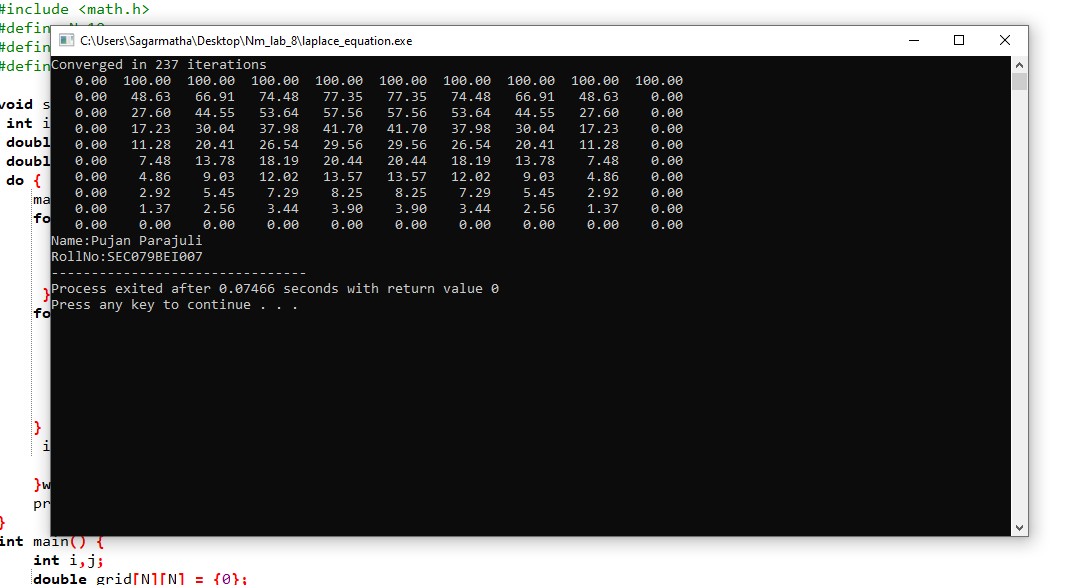 #include <math.h>
#defin
#defin
#defin
C:\Users\Sagarmatha\Desktop\Nm_lab_8\laplace_equation.exe
Converged in 237 iterations
0.00 100.00 100.00 100.00 100.00 100.00 100.00 100.00 100.00 100.00
0.00 48.63 66.91 74.48 77.35 77.35 74.48 66.91 48.63 0.00
0.00 27.60 44.55 53.64 57.56 57.56 53.64 44.55 27.60 0.00
0.00 17.23 30.04 37.98 41.70 41.70 37.98 30.04 17.23 0.00
0.00 11.28 20.41 26.54 29.56 29.56 26.54 20.41 11.28 0.00
0.00 7.48 13.78 18.19 20.44 20.44 18.19 13.78 7.48 0.00
0.00 4.86 9.03 12.02 13.57 13.57 12.02 9.03 4.86 0.00
0.00 2.92 5.45 7.29 8.25 8.25 7.29 5.45 2.92 0.00
0.00 1.37 2.56 3.44 3.90 3.90 3.44 2.56 1.37 0.00
0.00 0.00 0.00 0.00 0.00 0.00 0.00 0.00 0.00 0.00
Name:Pujan Parajuli
RollNo:SEC079BEI007
--------------------------------
Process exited after 0.07466 seconds with return value 0
Press any key to continue . . .
void s
int i
doubl
doubl
do {
ma
fo
}
fo
}
i
}w
pr
}
int main() {
int i,j;
double grid[N][N] = {0};